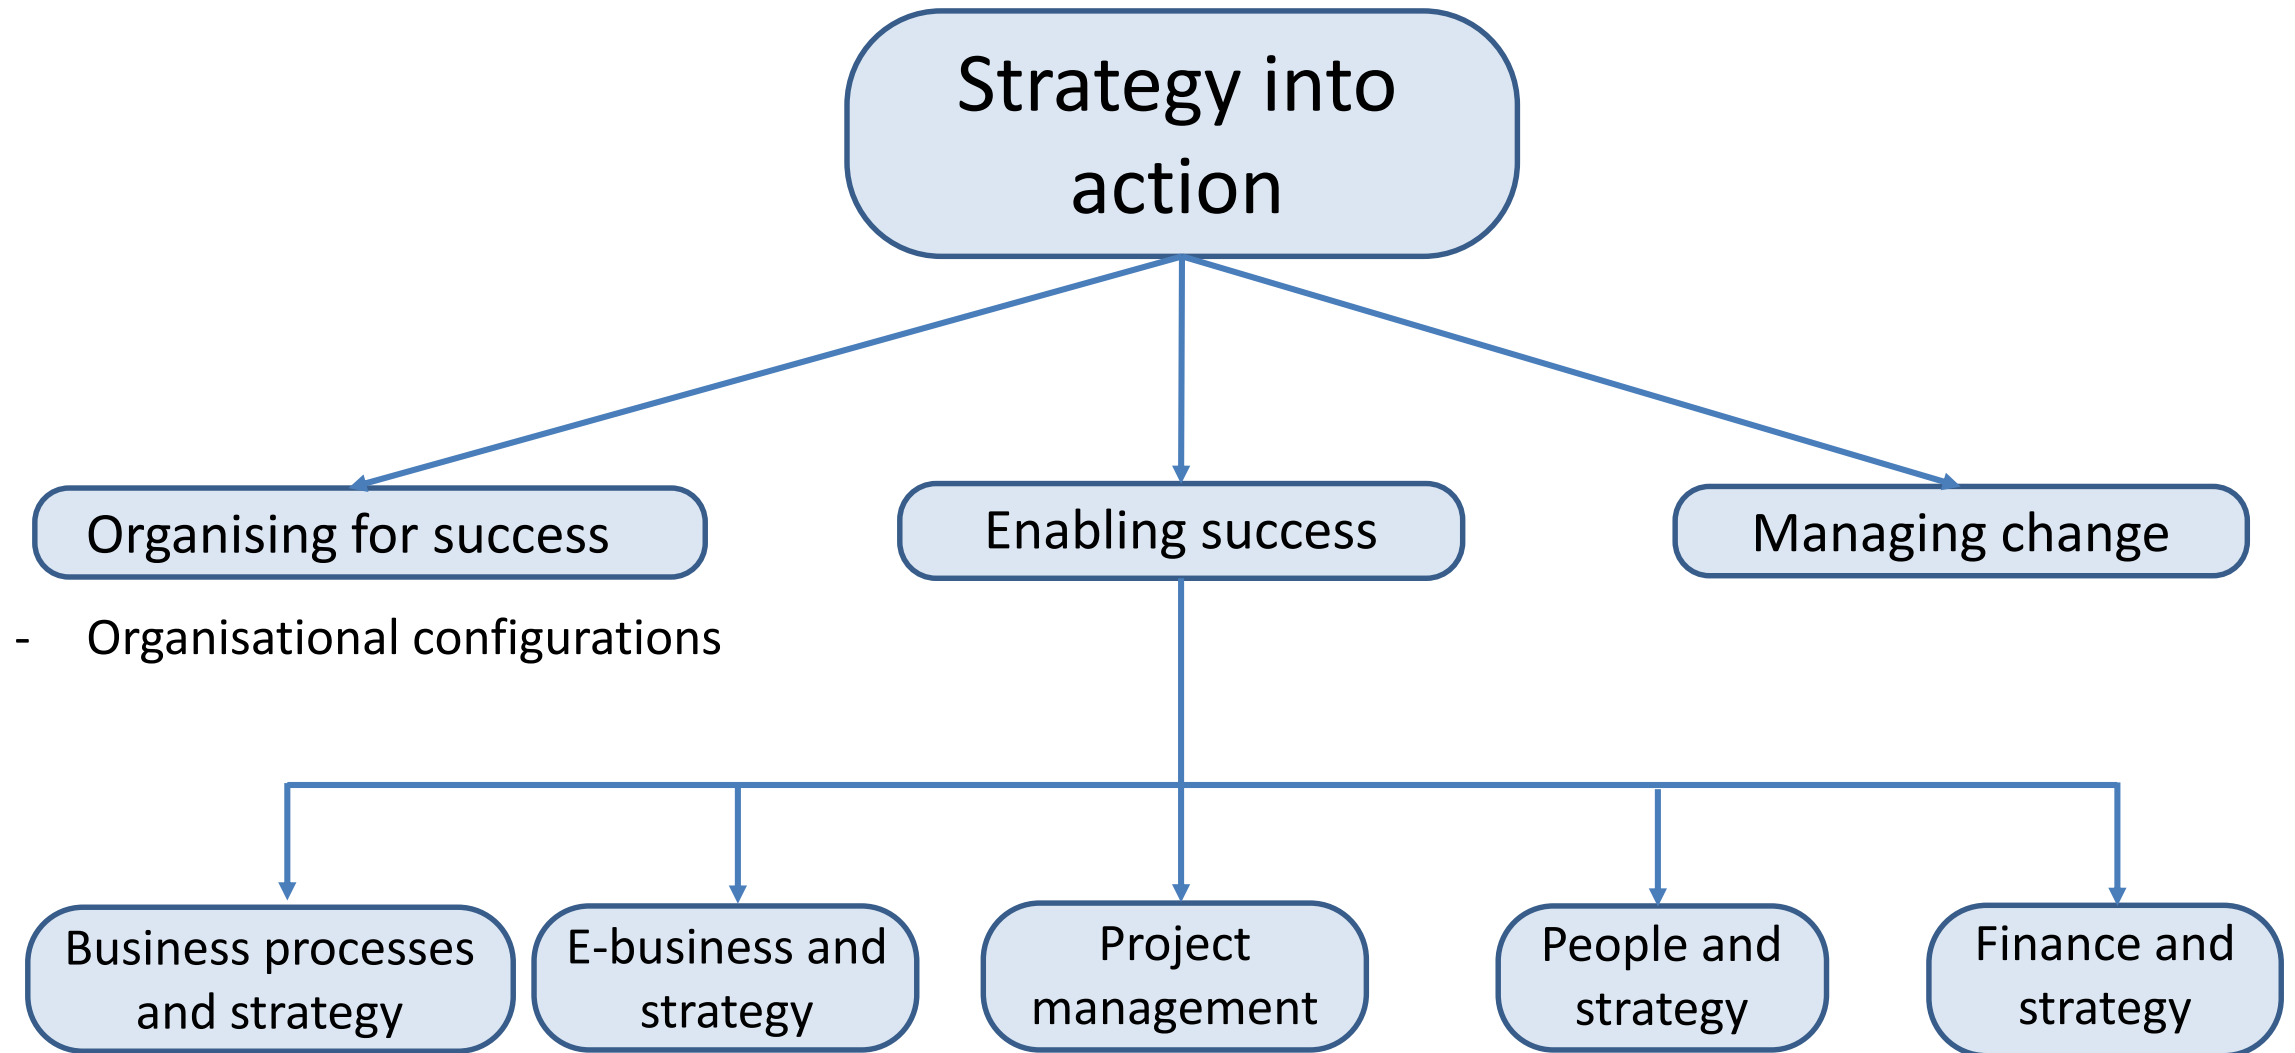 Strategy into
action
Organising for success
Enabling success
Managing change
- Organisational configurations
Business processes
and strategy
E-business and
strategy
Project
management
People and
strategy
Finance and
strategy